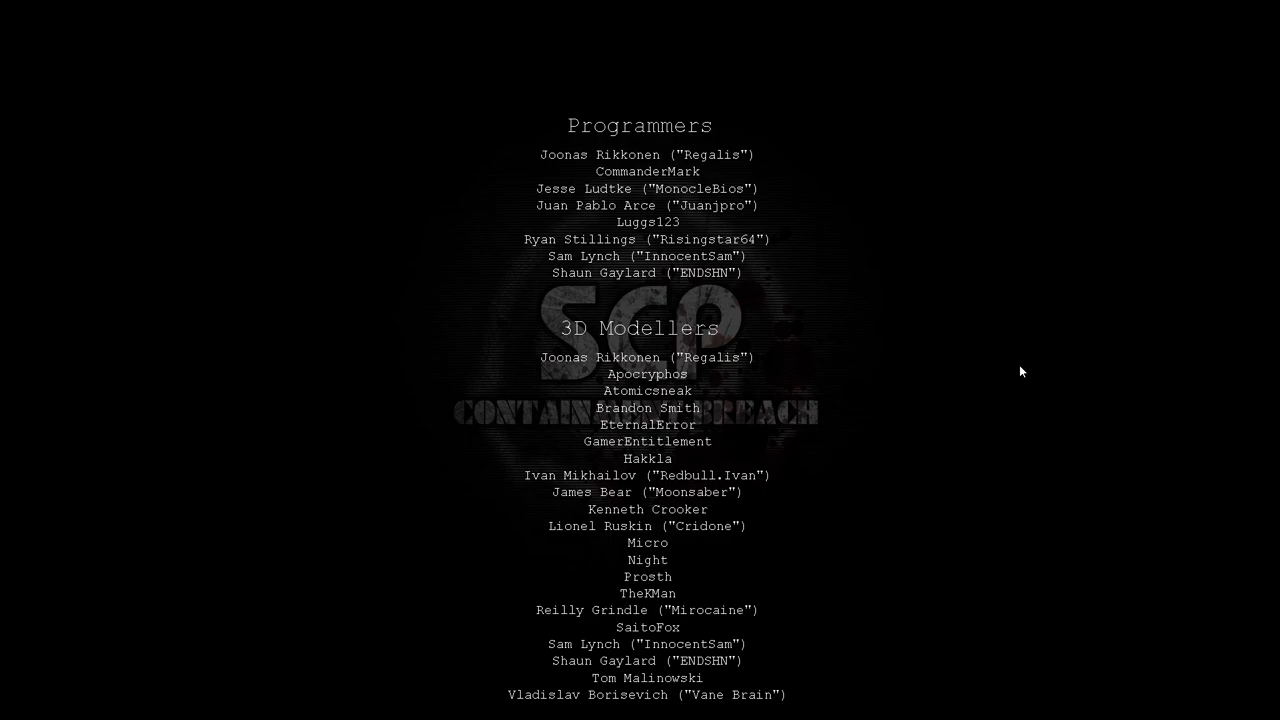 Programmers
Joonas Rikkonen ("Regalis")
CommanderMark
Jesse Ludtke ("MonocleBios")
Juan Pablo Arce ("Juanjpro")
Luggs123
Ryan Stillings ("Risingstar64")
Sam Lynch ("InnocentSam")
Shaun Gaylard ("ENDSHN")
SCP
3D Modellers
Joonas Rikkonen ("Regalis")
Apocryphos
Atomicsneak
Brandon Smith
CONTAINMENT BREACH
EternalError
GamerEntitlement
Hakkla
Ivan Mikhailov ("Redbull.Ivan")
James Bear ("Moonsaber")
Kenneth Crooker
Lionel Ruskin ("Cridone")
Micro
Night
Prosth
TheKMan
Reilly Grindle ("Mirocaine")
SaitoFox
Sam Lynch ("InnocentSam")
Shaun Gaylard ("ENDSHN")
Tom Malinowski
Vladislav Borisevich ("Vane Brain")